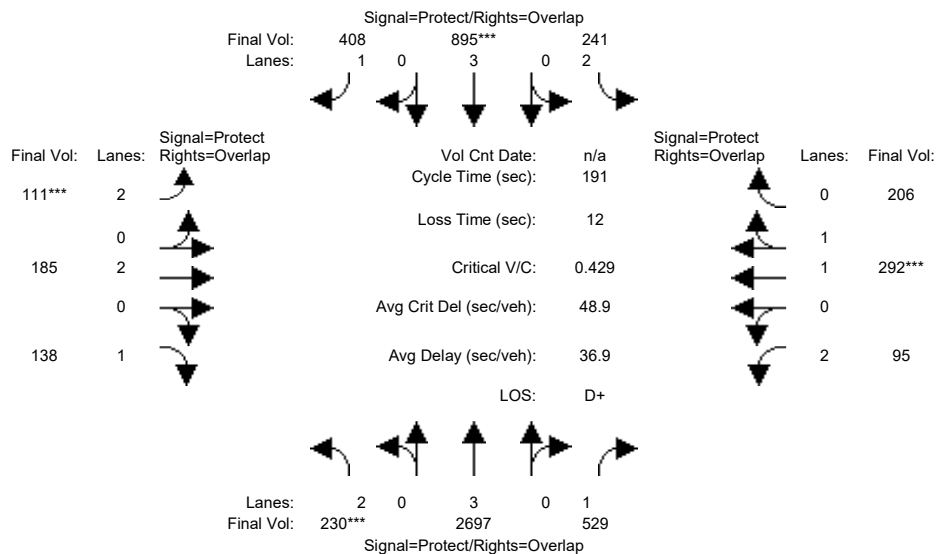 Signal=Protect/Rights=Overlap
Final Vol: 408 895*** 241
Lanes: 1 0 3 0 2
Signal=Protect
Final Vol: Lanes: Rights=Overlap
Vol Cnt Date: n/a
Signal=Protect
Rights=Overlap Lanes: Final Vol:
Cycle Time (sec): 191
111*** 2
0 206
Loss Time (sec): 12
0
1
185 2 Critical V/C: 0.429 1 292***
0 Avg Crit Del (sec/veh): 48.9 0
138 1 Avg Delay (sec/veh): 36.9 2 95
LOS: D+
Lanes: 2 0 3 0 1
Final Vol: 230*** 2697 529
Signal=Protect/Rights=Overlap